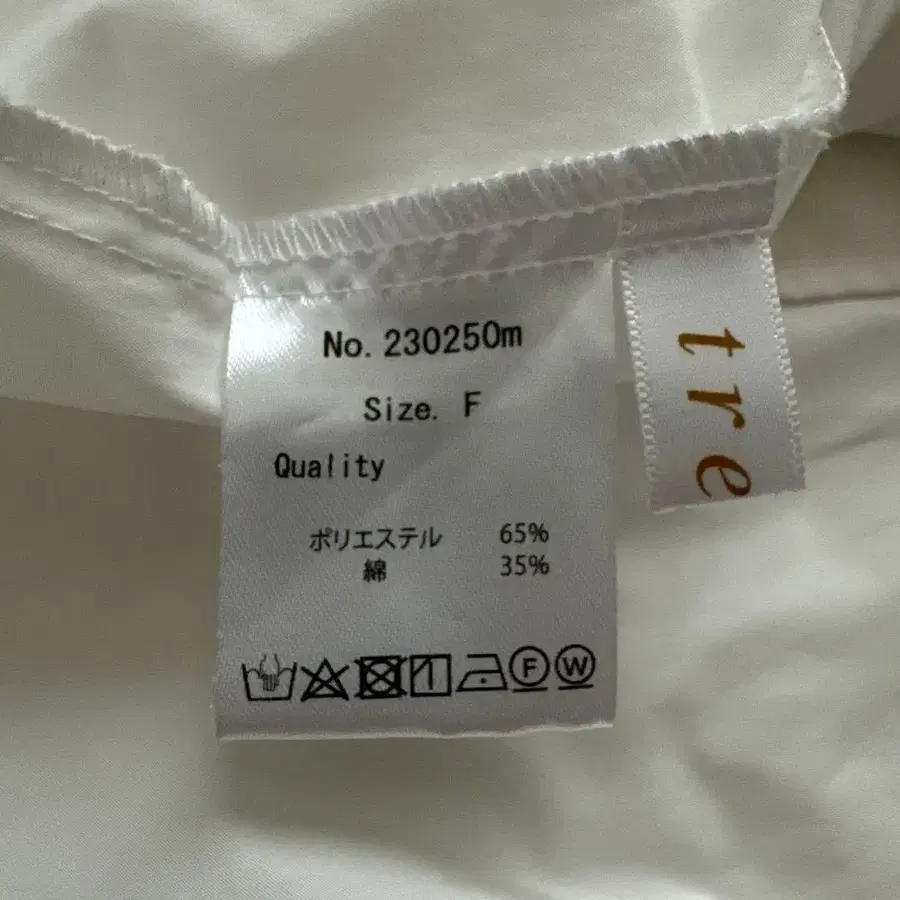 No. 230250m
Size. F
Quality
ポリエステル 65%
綿 35%
F W
tre